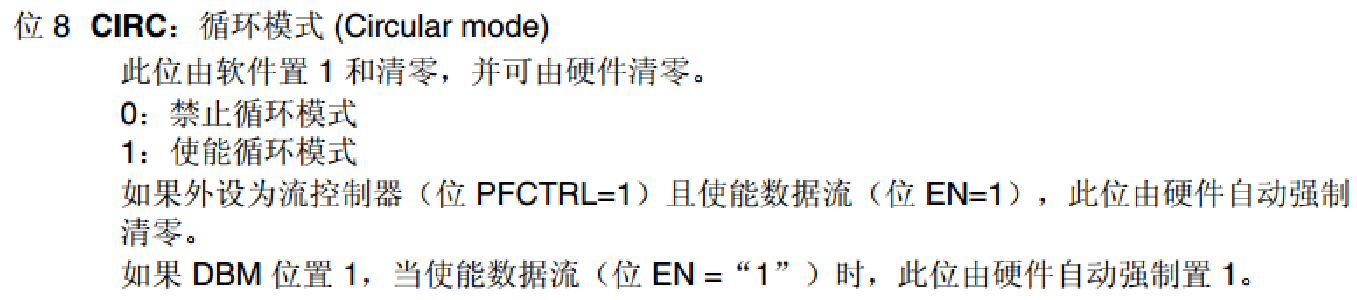 位 8 CIRC：循环模式 (Circular mode)
此位由软件置 1 和清零，并可由硬件清零。
0：禁止循环模式
1：使能循环模式
如果外设为流控制器（位 PFCTRL=1）且使能数据流（位 EN=1），此位由硬件自动强制
清零。
如果 DBM 位置 1，当使能数据流（位 EN =“1”）时，此位由硬件自动强制置 1。